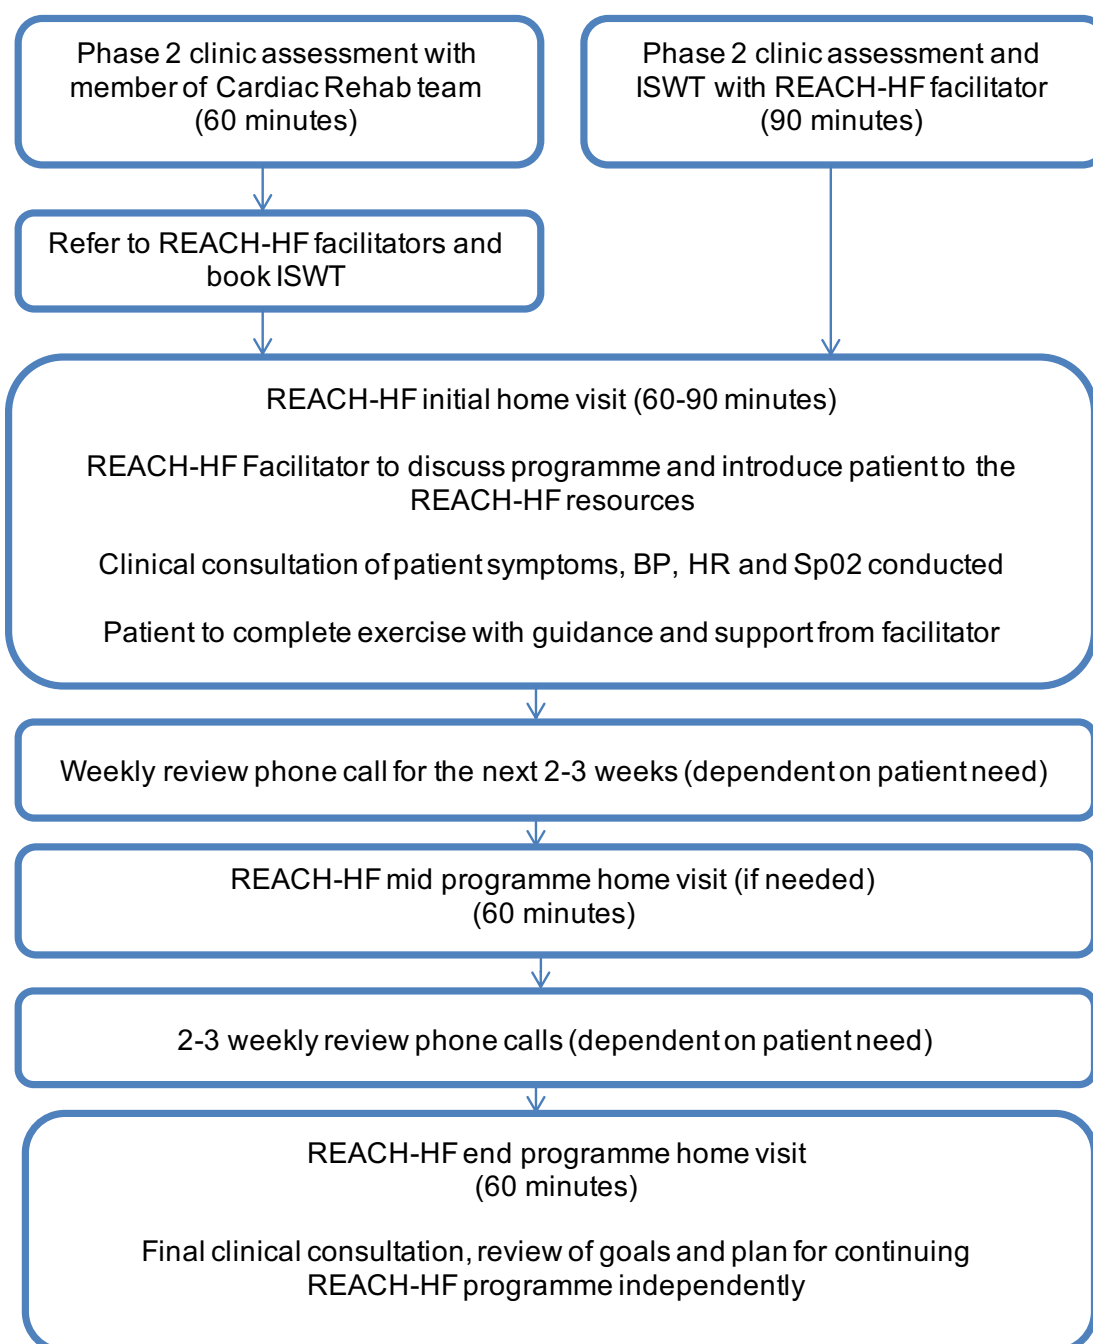 Phase 2 clinic assessment with
member of Cardiac Rehab team
(60 minutes)
Phase 2 clinic assessment and
ISWT with REACH-HF facilitator
(90 minutes)
Refer to REACH-HF facilitators and
book ISWT
REACH-HF initial home visit (60-90 minutes)
REACH-HF Facilitator to discuss programme and introduce patient to the
REACH-HF resources
Clinical consultation of patient symptoms, BP, HR and Sp02 conducted
Patient to complete exercise with guidance and support from facilitator
Weekly review phone call for the next 2-3 weeks (dependent on patient need)
REACH-HF mid programme home visit (if needed)
(60 minutes)
2-3 weekly review phone calls (dependent on patient need)
REACH-HF end programme home visit
(60 minutes)
Final clinical consultation, review of goals and plan for continuing
REACH-HF programme independently